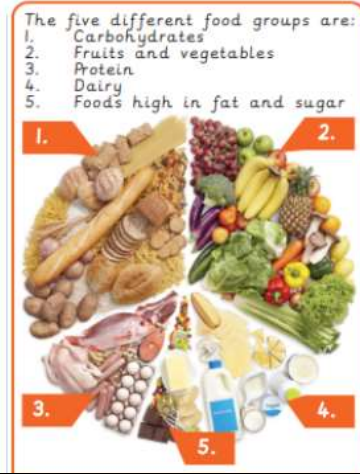 The five different food groups are:
1. Carbohydrates
2. Fruits and vegetables
3. Protein
4. Dairy
5. Foods high in fat and sugar
1.
2.
3.
4.
5.